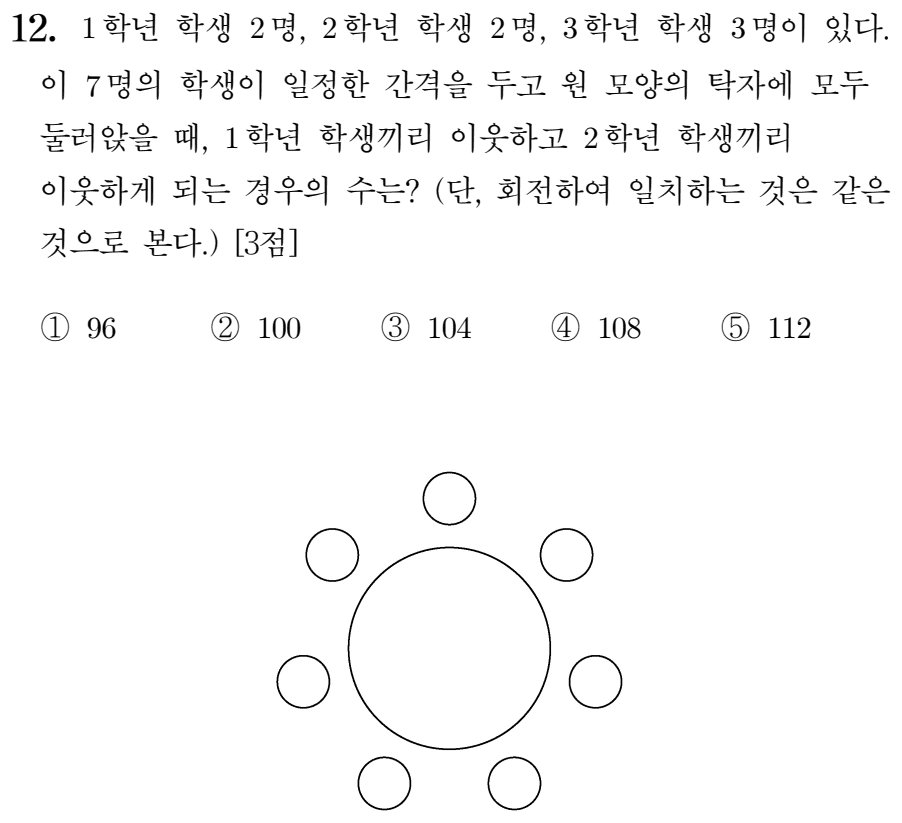 12. 1학년 학생 2명, 2학년 학생 2명, 3학년 학생 3명이 있다.
이 7명의 학생이 일정한 간격을 두고 원 모양의 탁자에 모두
둘러앉을 때, 1학년 학생끼리 이웃하고 2학년 학생끼리
이웃하게 되는 경우의 수는? (단, 회전하여 일치하는 것은 같은
것으로 본다.) [3점]
① 96 ② 100 ③ 104 ④ 108 ⑤ 112